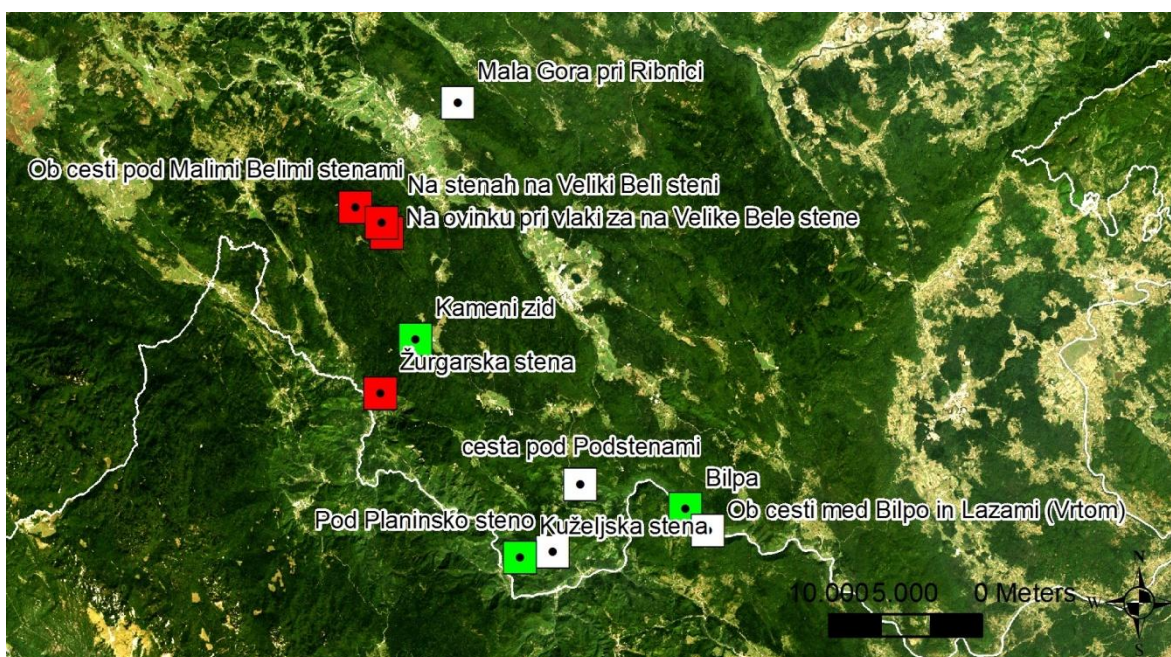 Mala Gora pri Ribnici
Ob cesti pod Malimi Belimi stenami
Na stenah na Veliki Beli steni
Na ovinku pri vlaki za na Velike Bele stene
Kameni zid
Žurgarska stena
cesta pod Podstenami
Bilpa
Ob cesti med Bilpo in Lazami (Vrtom)
Pod Planinsko steno
Kuželjska stena
10.000 5.000 0 Meters
N
W
E
S